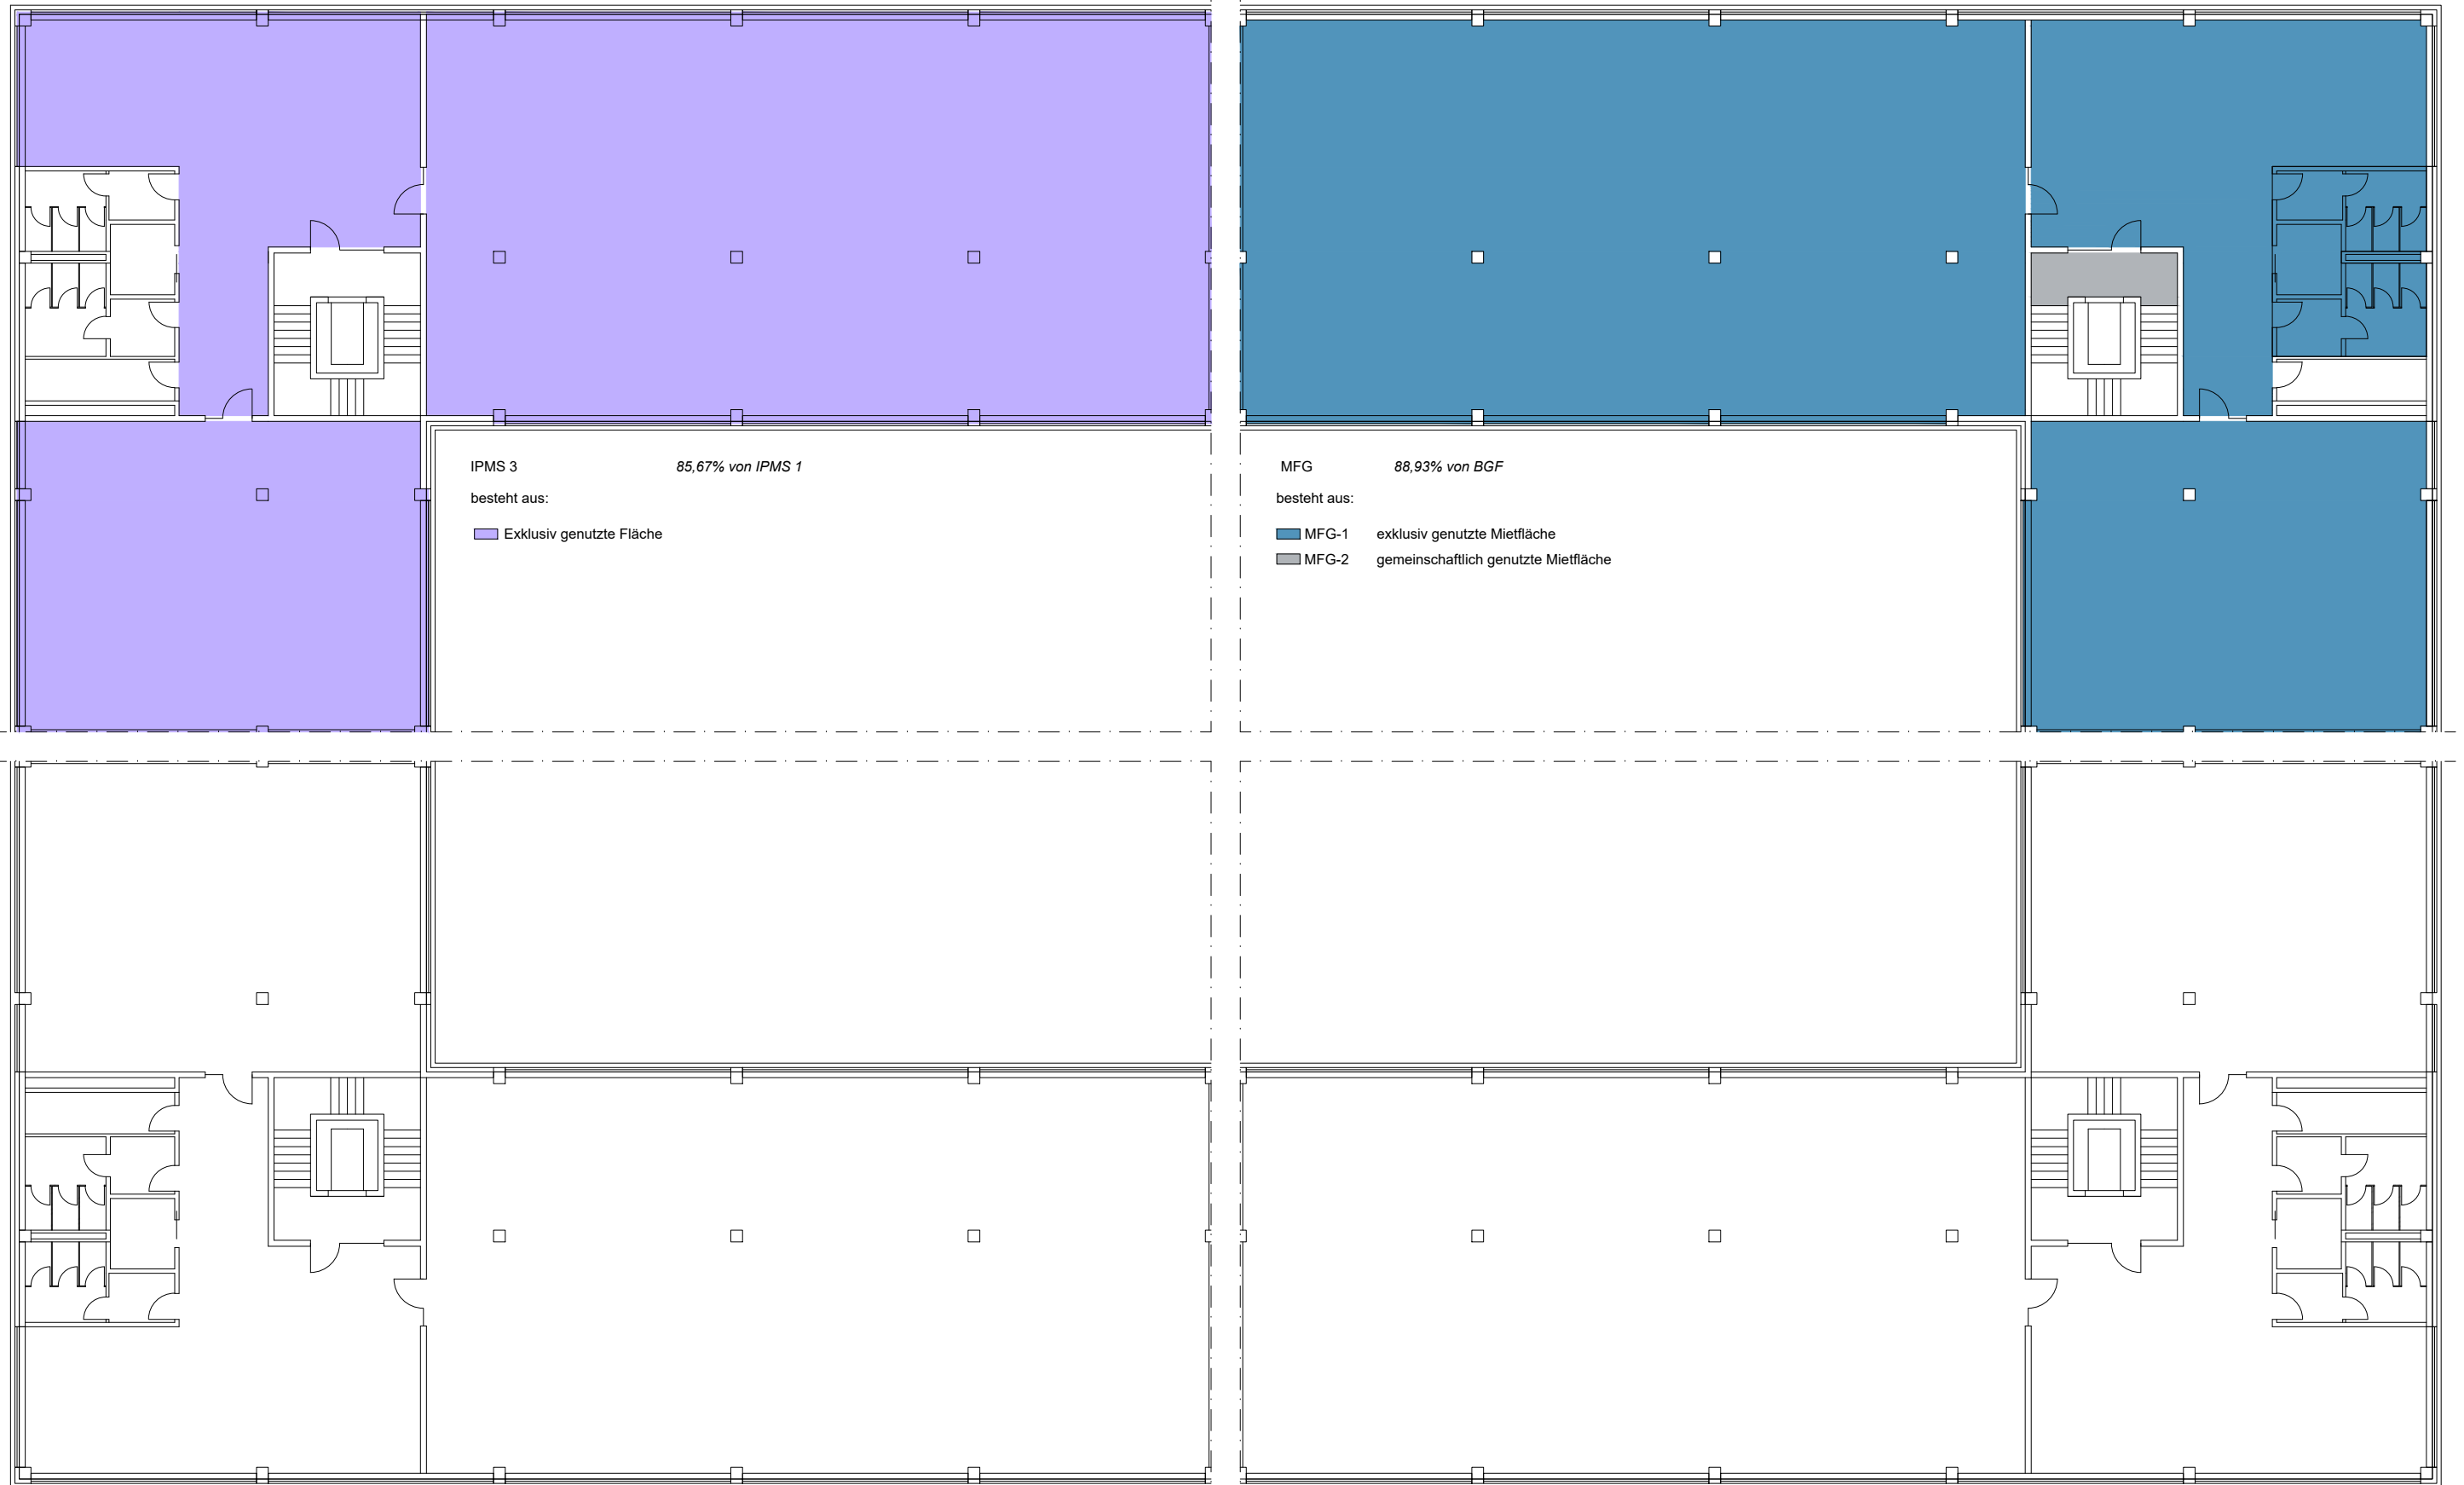 IPMS 3 85,67% von IPMS 1
besteht aus:
Exklusiv genutzte Fläche
MFG 88,93% von BGF
besteht aus:
MFG-1 exklusiv genutzte Mietfläche
MFG-2 gemeinschaftlich genutzte Mietfläche